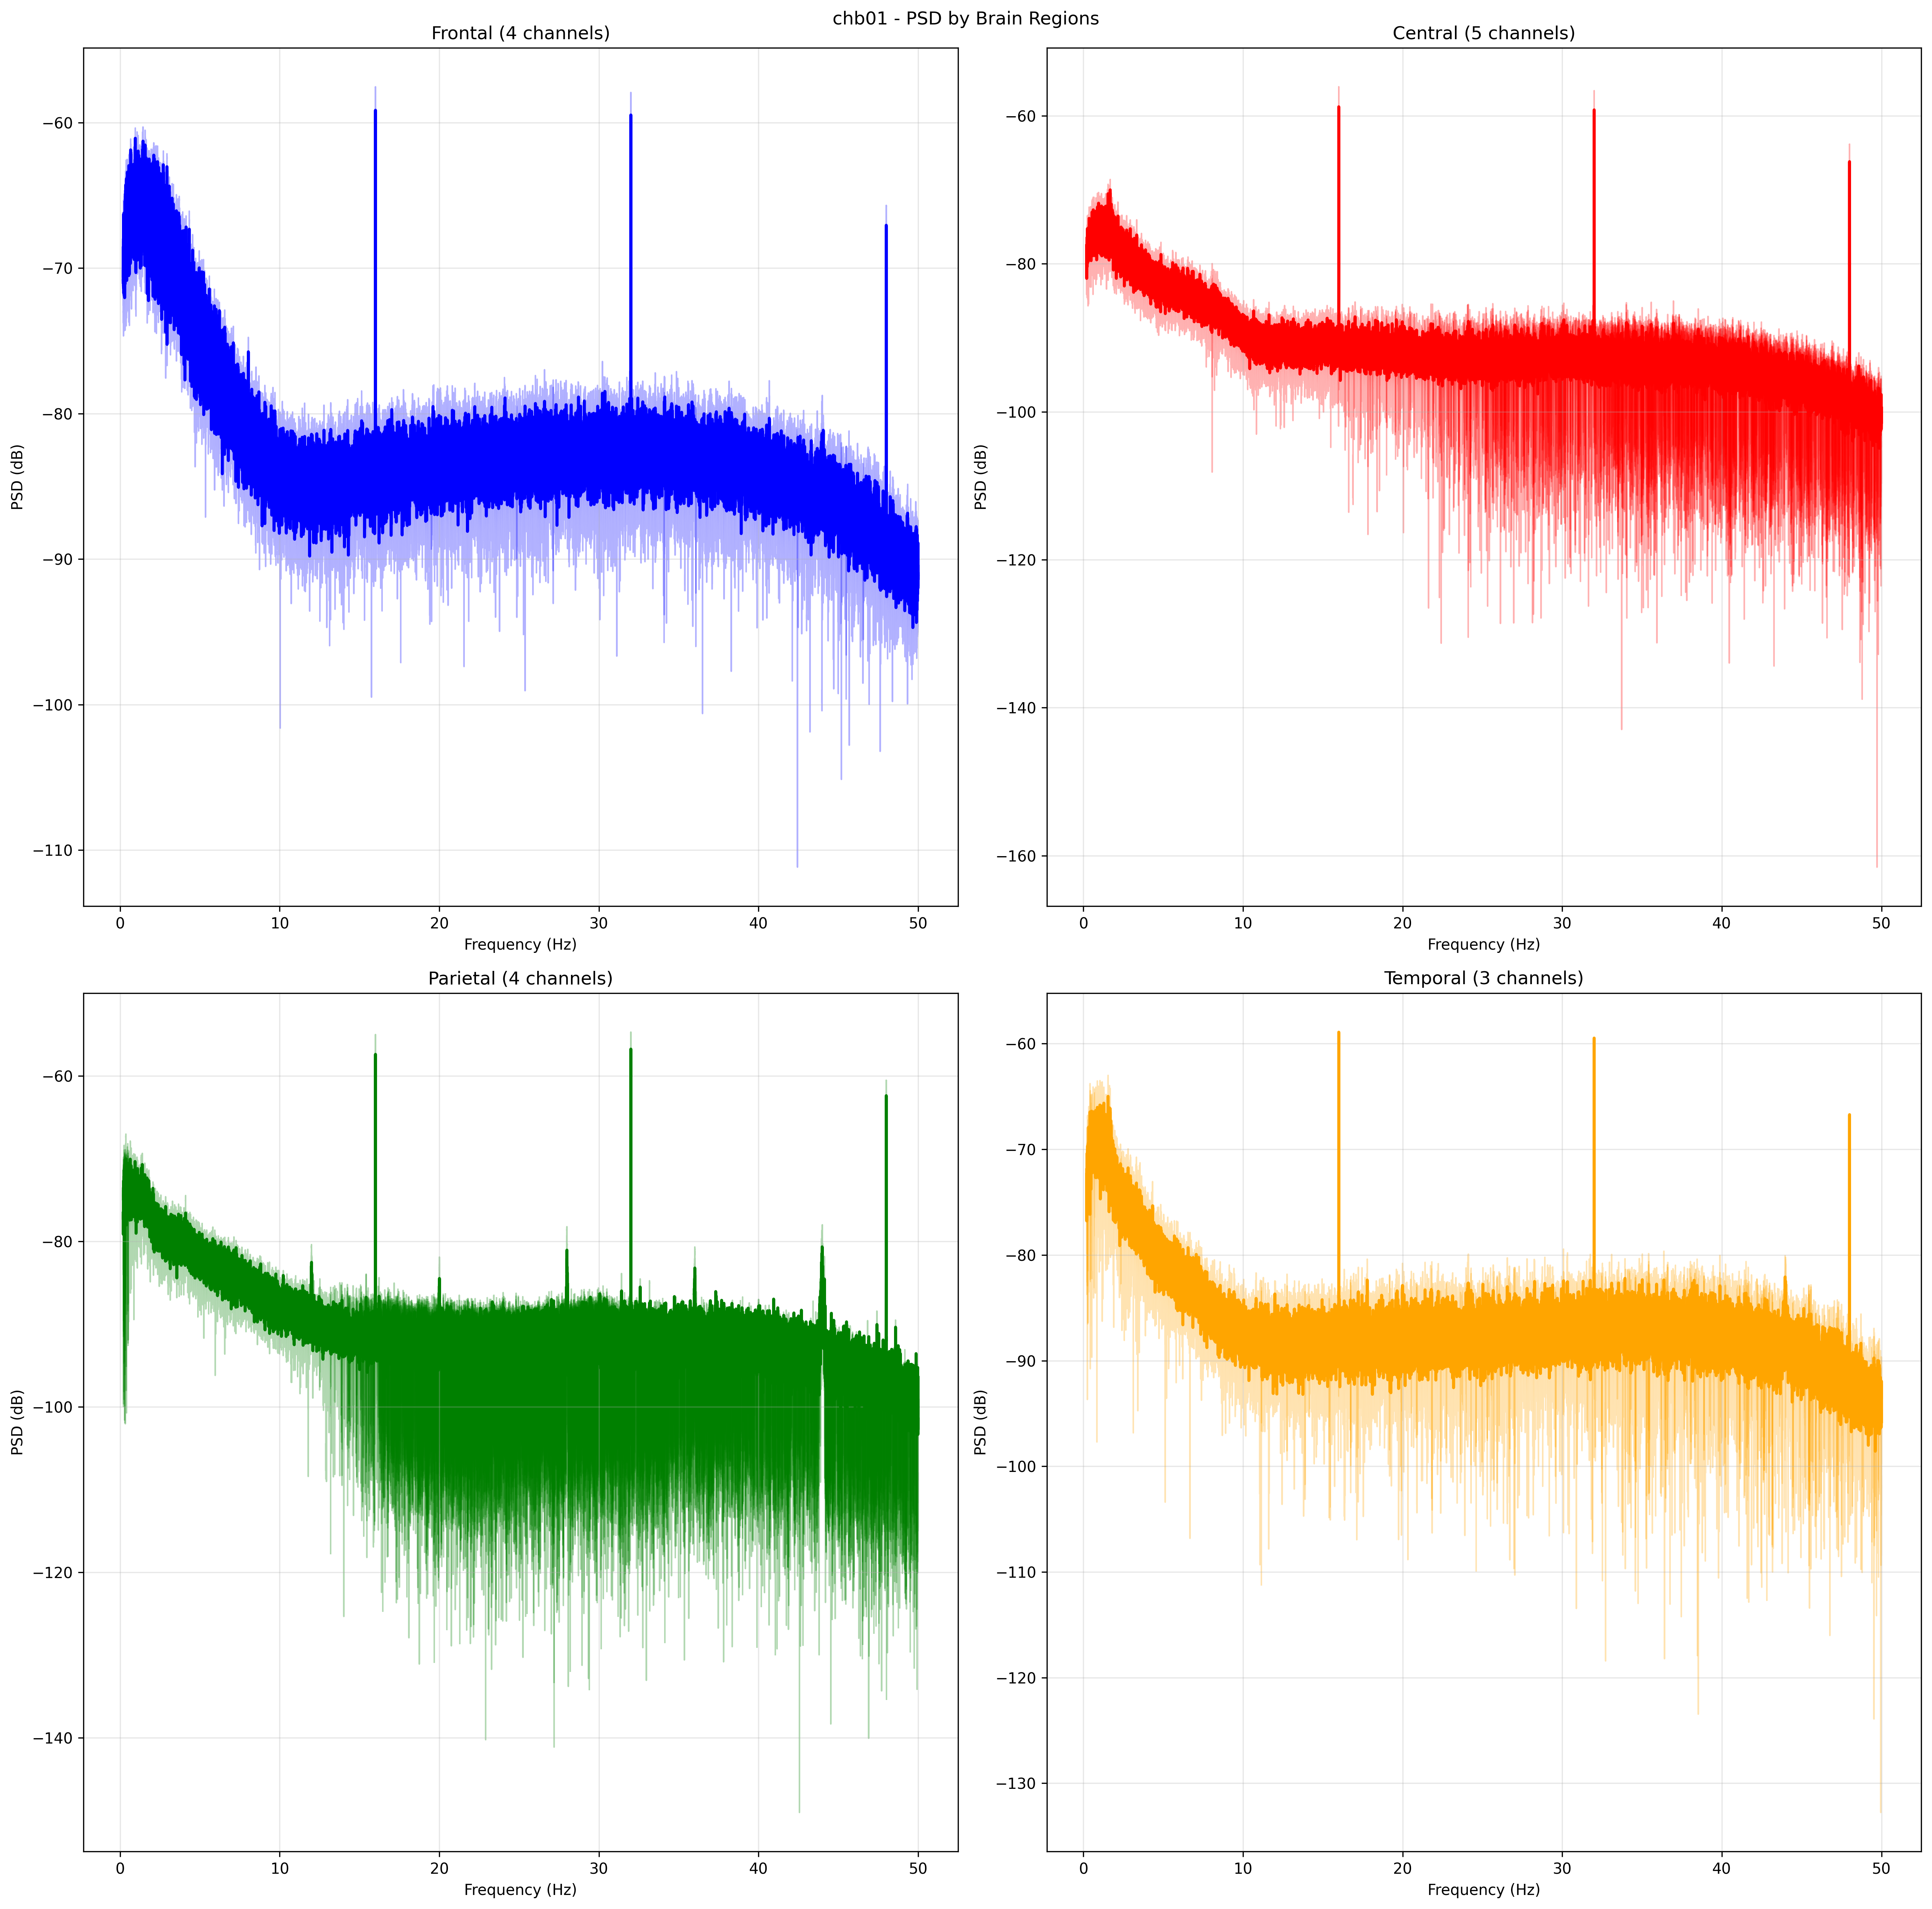 chb01 - PSD by Brain Regions
Frontal (4 channels)
PSD (dB)
−60
−70
−80
−90
−100
−110
0 10 20 30 40 50
Frequency (Hz)
Central (5 channels)
PSD (dB)
−60
−80
−100
−120
−140
−160
0 10 20 30 40 50
Frequency (Hz)
Parietal (4 channels)
PSD (dB)
−60
−80
−100
−120
−140
0 10 20 30 40 50
Frequency (Hz)
Temporal (3 channels)
PSD (dB)
−60
−70
−80
−90
−100
−110
−120
−130
0 10 20 30 40 50
Frequency (Hz)